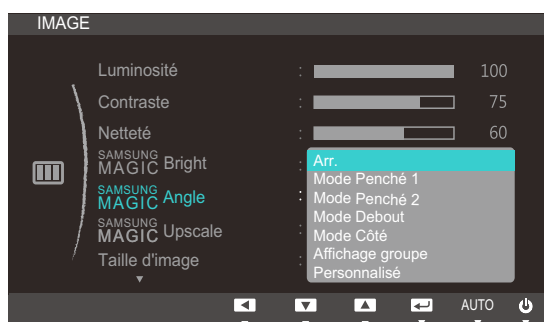 IMAGE
Luminosité : 100
Contraste : 75
Netteté : 60
SAMSUNG MAGIC Bright :
SAMSUNG MAGIC Angle :
SAMSUNG MAGIC Upscale :
Taille d'image :
Arr.
Mode Penché 1
Mode Penché 2
Mode Debout
Mode Côté
Affichage groupe
Personnalisé
AUTO